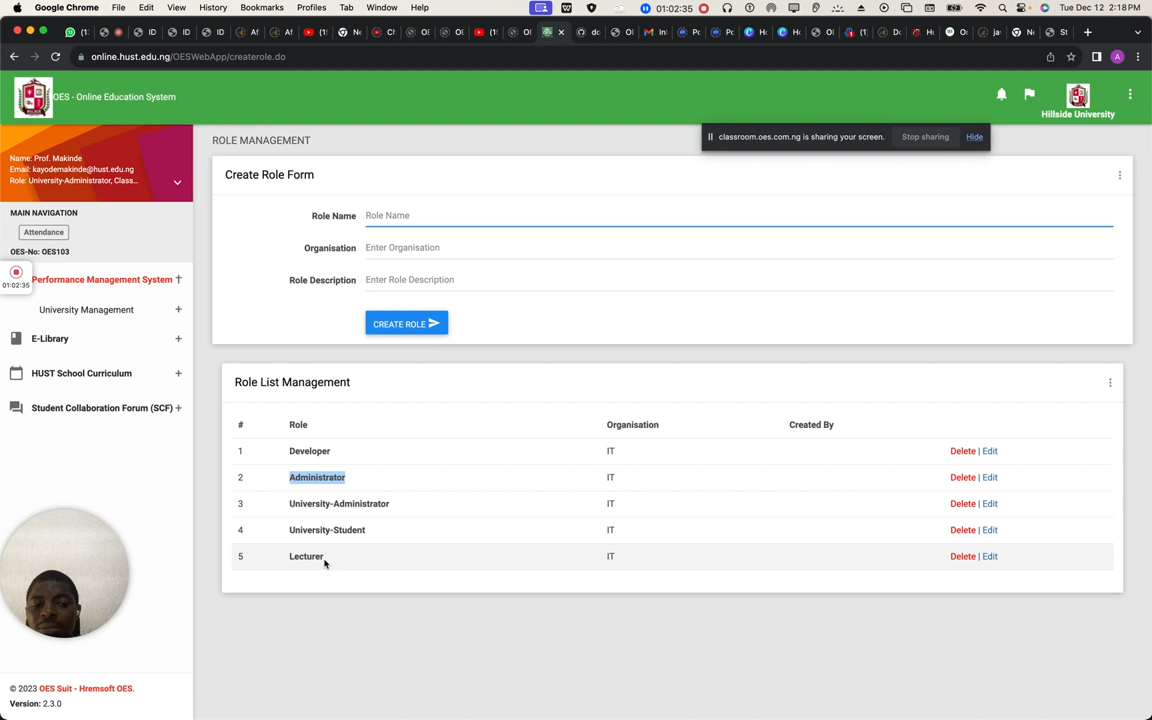 Google Chrome File Edit View History Bookmarks Profiles Tab Window Help 01:02:35 Tue Dec 12 2:18 PM
online.hust.edu.ng/OESWebApp/createrole.do
OES - Online Education System
Hillside University
classroom.oes.com.ng is sharing your screen. Stop sharing Hide
Name: Prof. Makinde
Email: kayodemakinde@hust.edu.ng
Role: University-Administrator, Class...
MAIN NAVIGATION
Attendance
OES-No: OES103
01:02:35
Performance Management System
University Management +
E-Library +
HUST School Curriculum +
Student Collaboration Forum (SCF) +
© 2023 OES Suit - Hremsoft OES.
Version: 2.3.0
ROLE MANAGEMENT
Create Role Form
Role Name Role Name
Organisation Enter Organisation
Role Description Enter Role Description
CREATE ROLE
Role List Management
# Role Organisation Created By
1 Developer IT Delete | Edit
2 Administrator IT Delete | Edit
3 University-Administrator IT Delete | Edit
4 University-Student IT Delete | Edit
5 Lecturer IT Delete | Edit